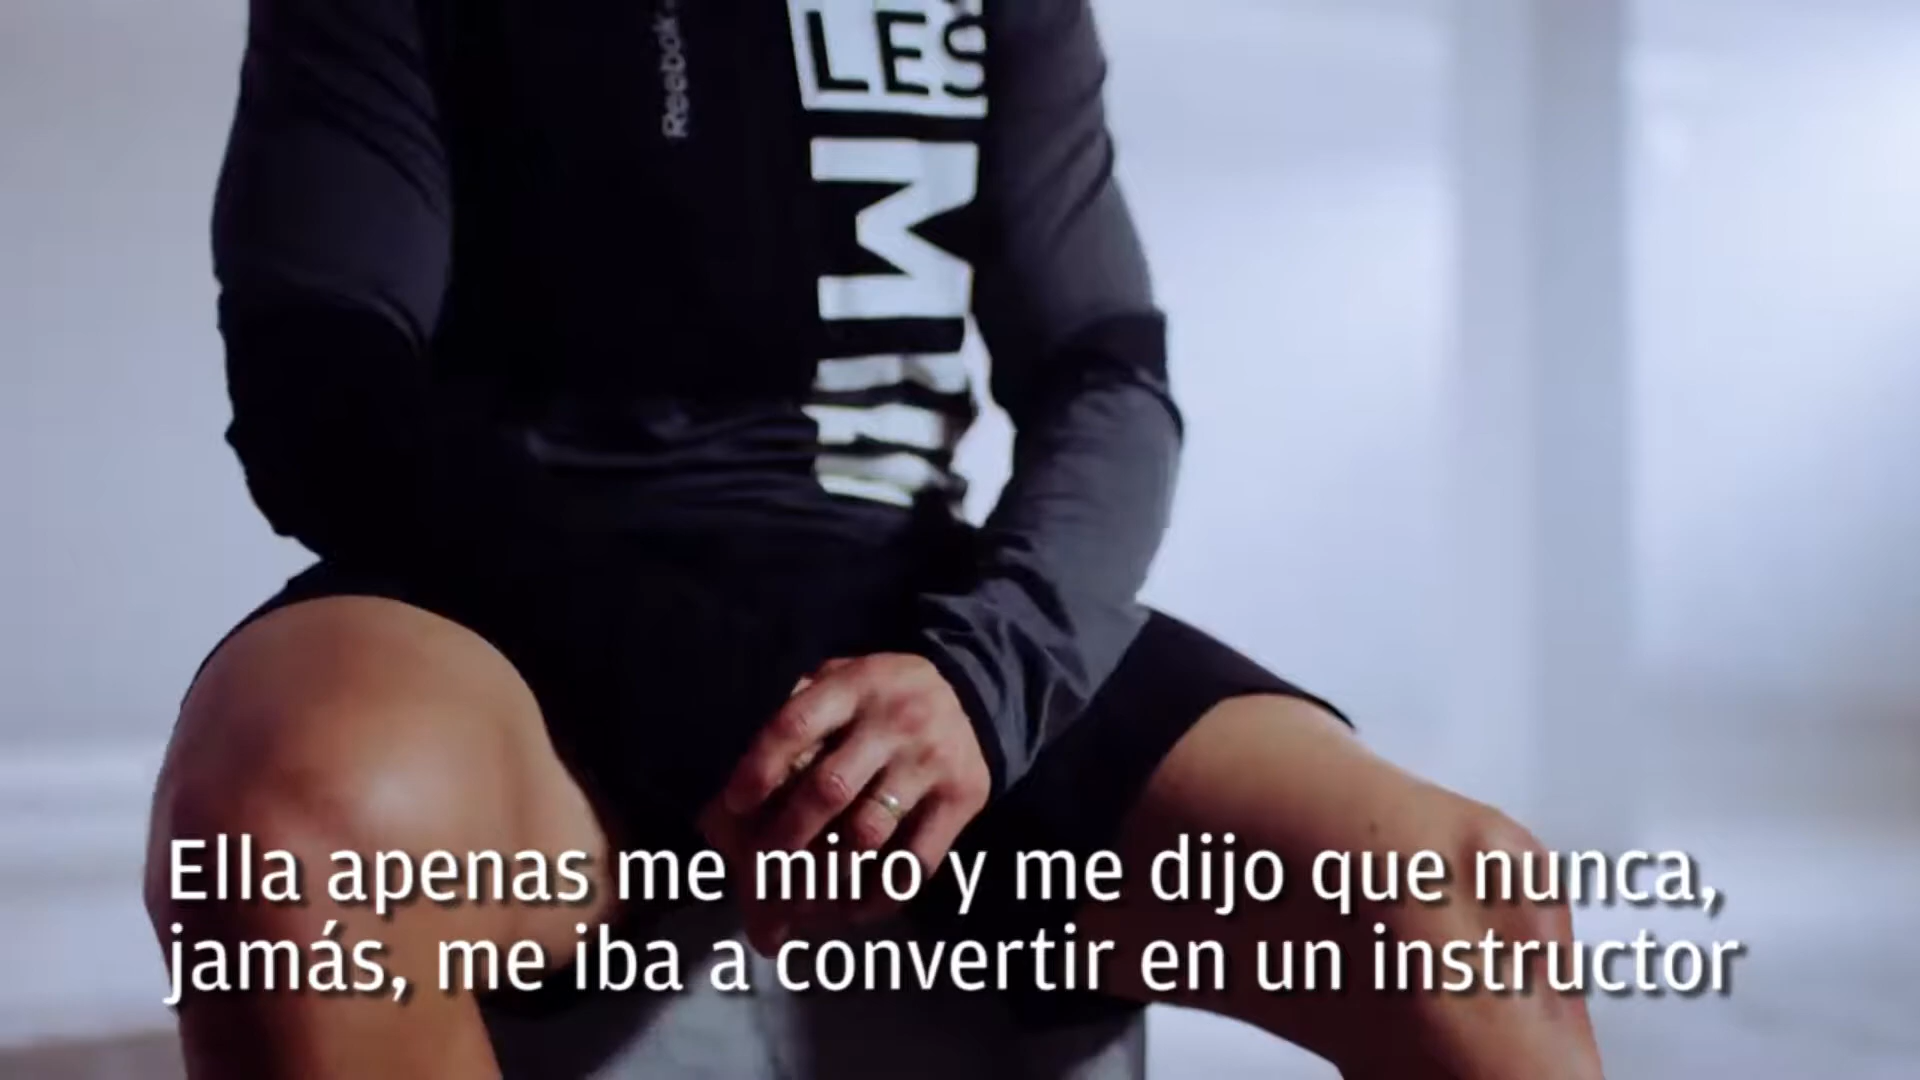 LES
Reebok
Ella apenas me miro y me dijo que nunca,
jamás, me iba a convertir en un instructor